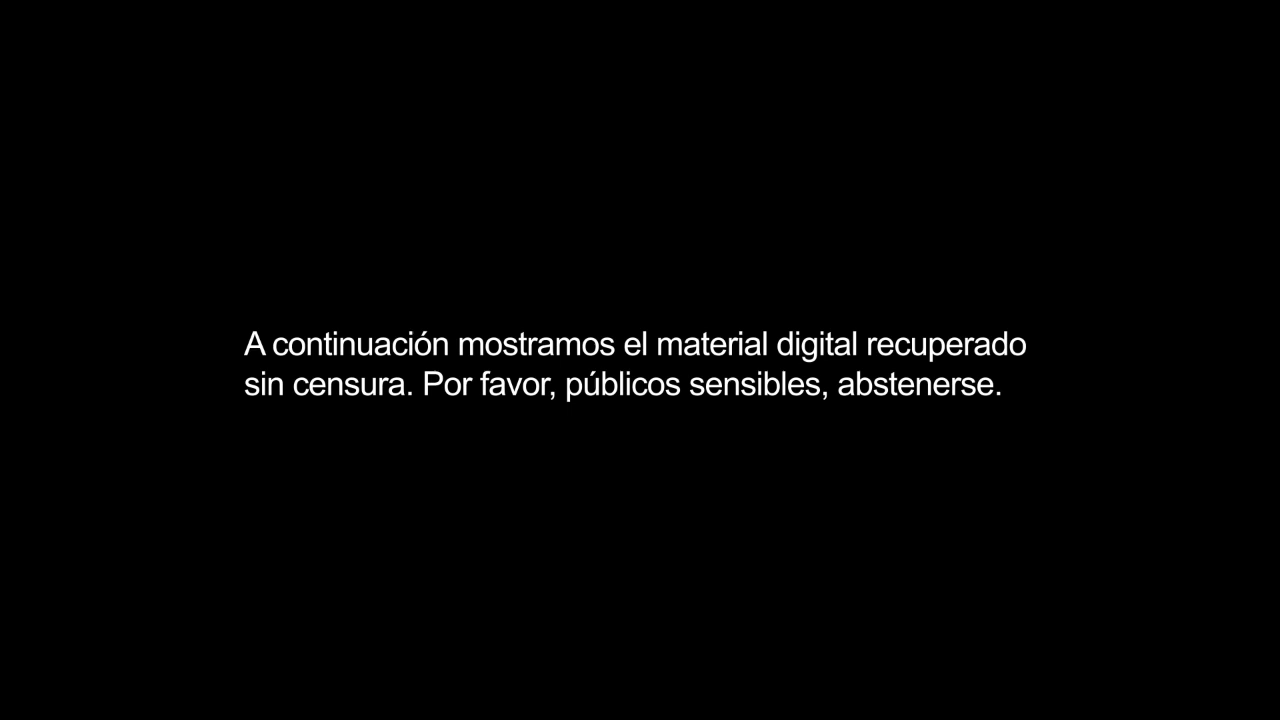 A continuación mostramos el material digital recuperado
sin censura. Por favor, públicos sensibles, abstenerse.